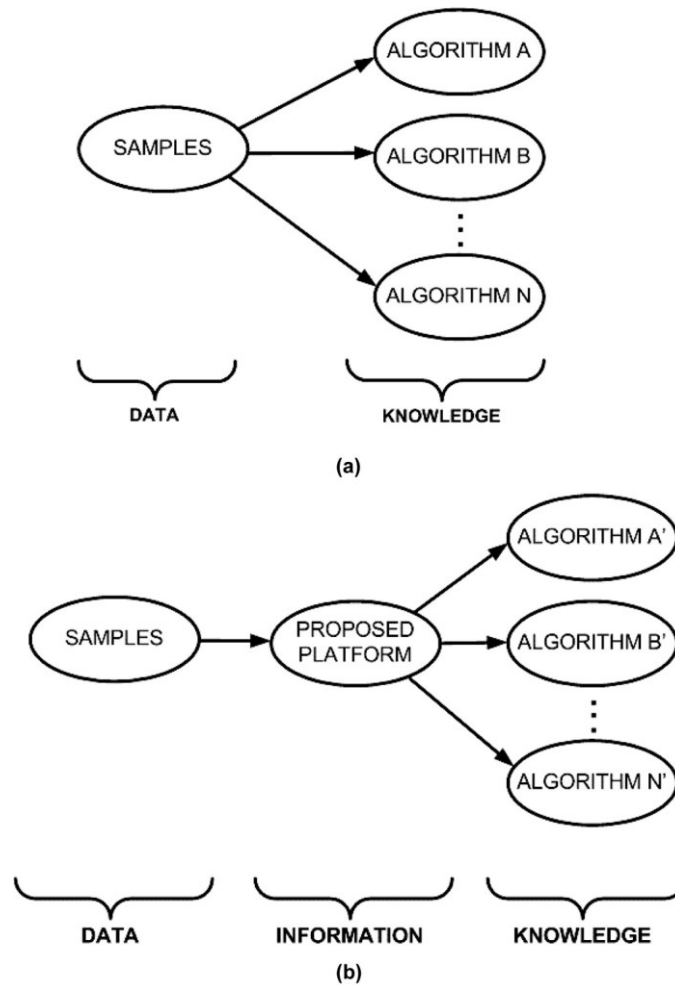 ALGORITHM A
SAMPLES
ALGORITHM B
ALGORITHM N
DATA
KNOWLEDGE
(a)
ALGORITHM A'
SAMPLES
PROPOSED
PLATFORM
ALGORITHM B'
ALGORITHM N'
DATA
INFORMATION
KNOWLEDGE
(b)